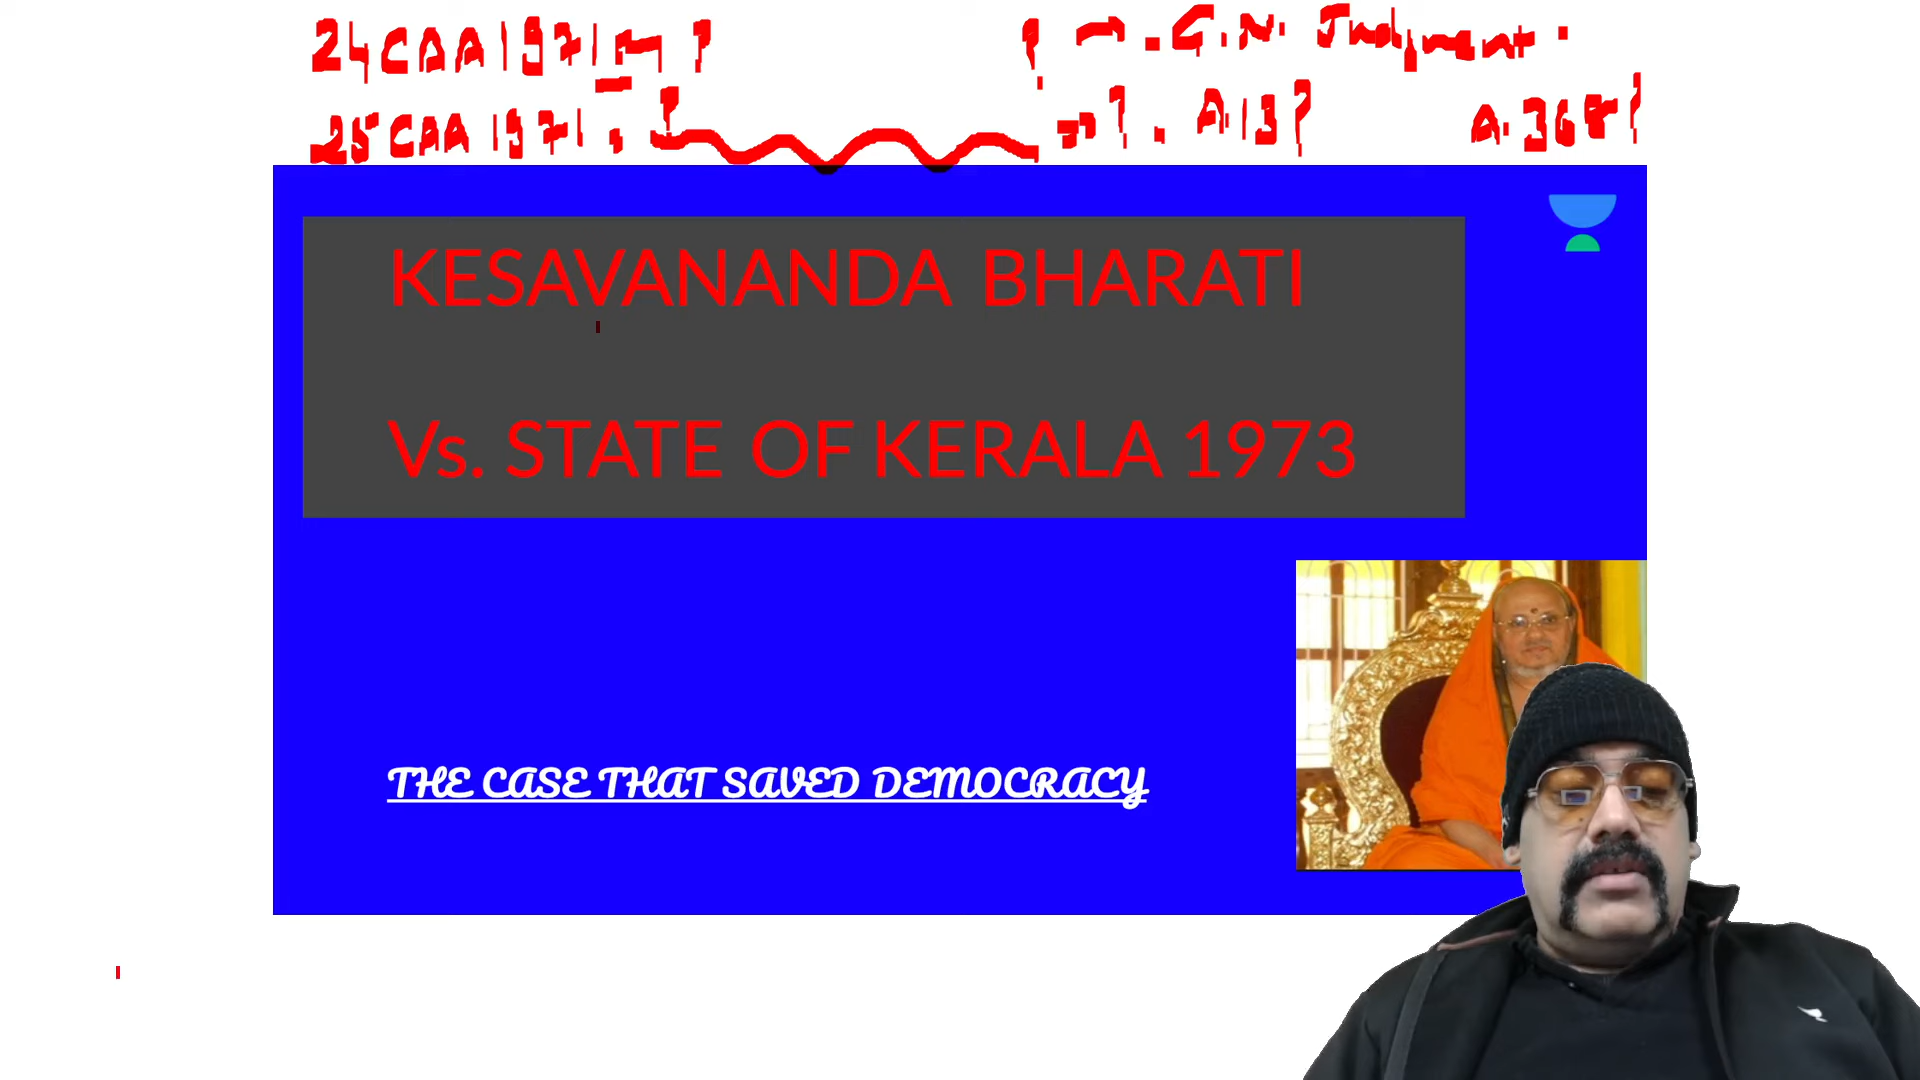 24 CAA 1971 - ? ? - . G.N. Judgment .
25 CAA 1971 . ? => ? . A.13 ? A.368 ?
KESAVANANDA BHARATI
Vs. STATE OF KERALA 1973
THE CASE THAT SAVED DEMOCRACY